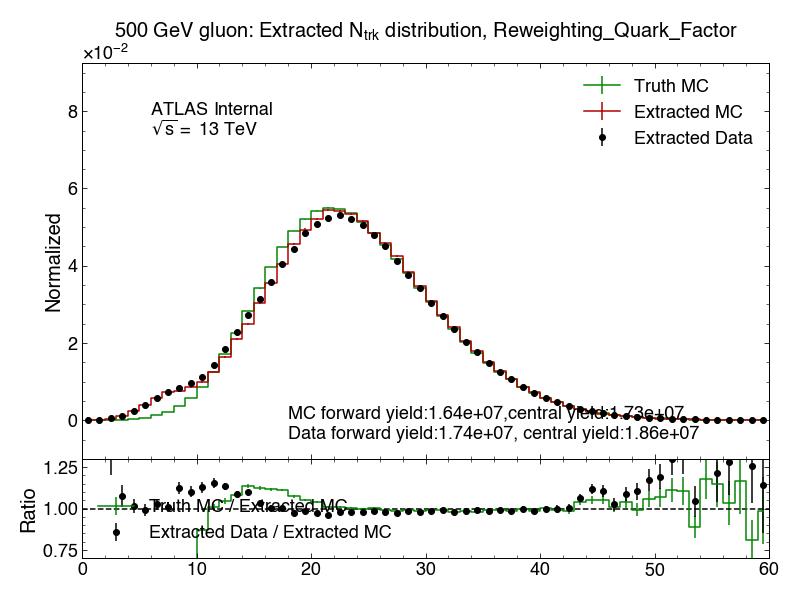 500 GeV gluon: Extracted Ntrk distribution, Reweighting_Quark_Factor
×10−2
ATLAS Internal
√s = 13 TeV
Truth MC
Extracted MC
Extracted Data
Normalized
8
6
4
2
0
MC forward yield:1.64e+07,central yield:1.73e+07
Data forward yield:1.74e+07, central yield:1.86e+07
Ratio
1.25
1.00
0.75
Truth MC / Extracted MC
Extracted Data / Extracted MC
0 10 20 30 40 50 60